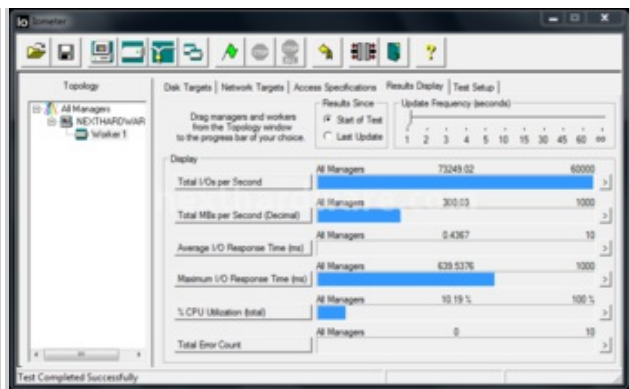 Iometer
Topology
All Managers
NEXTHARDWAR
Worker 1
Disk Targets | Network Targets | Access Specifications | Results Display | Test Setup
Drag managers and workers
from the Topology window
to the progress bar of your choice.
Results Since
Start of Test
Last Update
Update Frequency (seconds)
1 2 3 4 5 10 15 30 45 60 ∞
Display
All Managers 73249.02 60000
Total I/Os per Second
All Managers 300.03 1000
Total MBs per Second (Decimal)
All Managers 0.4367 10
Average I/O Response Time (ms)
All Managers 639.5376 1000
Maximum I/O Response Time (ms)
All Managers 10.19 % 100 %
% CPU Utilization (total)
All Managers 0 10
Total Error Count
Test Completed Successfully